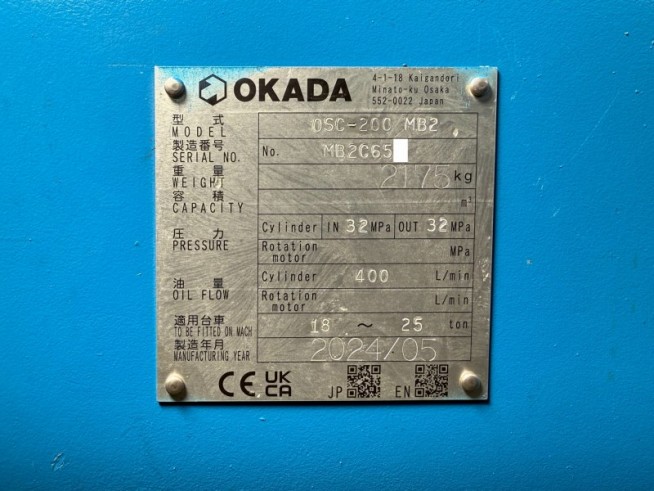 OKADA
4-1-18 Kaigandori
Minato-ku Osaka
552-0022 Japan
型式 OSC-200 MB2
MODEL
製造番号 No. MB2C65
SERIAL NO.
重量 2175 kg
WEIGHT
容積 m³
CAPACITY
圧力 Cylinder IN 32 MPa OUT 32 MPa
PRESSURE Rotation motor MPa
油量 Cylinder 400 L/min
OIL FLOW Rotation motor L/min
適用台車 18 ～ 25 ton
TO BE FITTED ON MACH
製造年月 2024/05
MANUFACTURING YEAR
CE UK CA JP EN